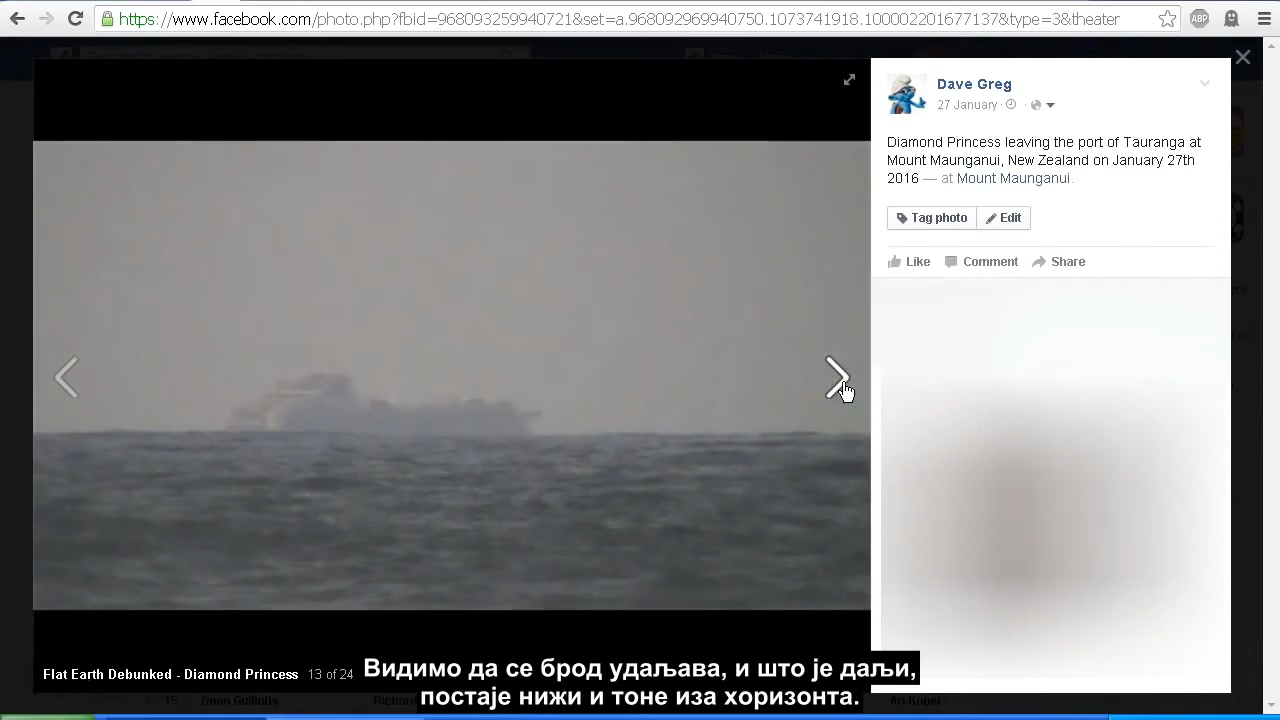 https://www.facebook.com/photo.php?fbid=968093259940723&set=a.968092969940750.1073741918.100002201677137&type=3&theater
ABP
Dave Greg
27 January
Diamond Princess leaving the port of Tauranga at
Mount Maunganui, New Zealand on January 27th
2016 — at Mount Maunganui.
Tag photo
Edit
Like
Comment
Share
Flat Earth Debunked - Diamond Princess 13 of 24
Видимо да се брод удаљава, и што је даљи,
постаје нижи и тоне иза хоризонта.